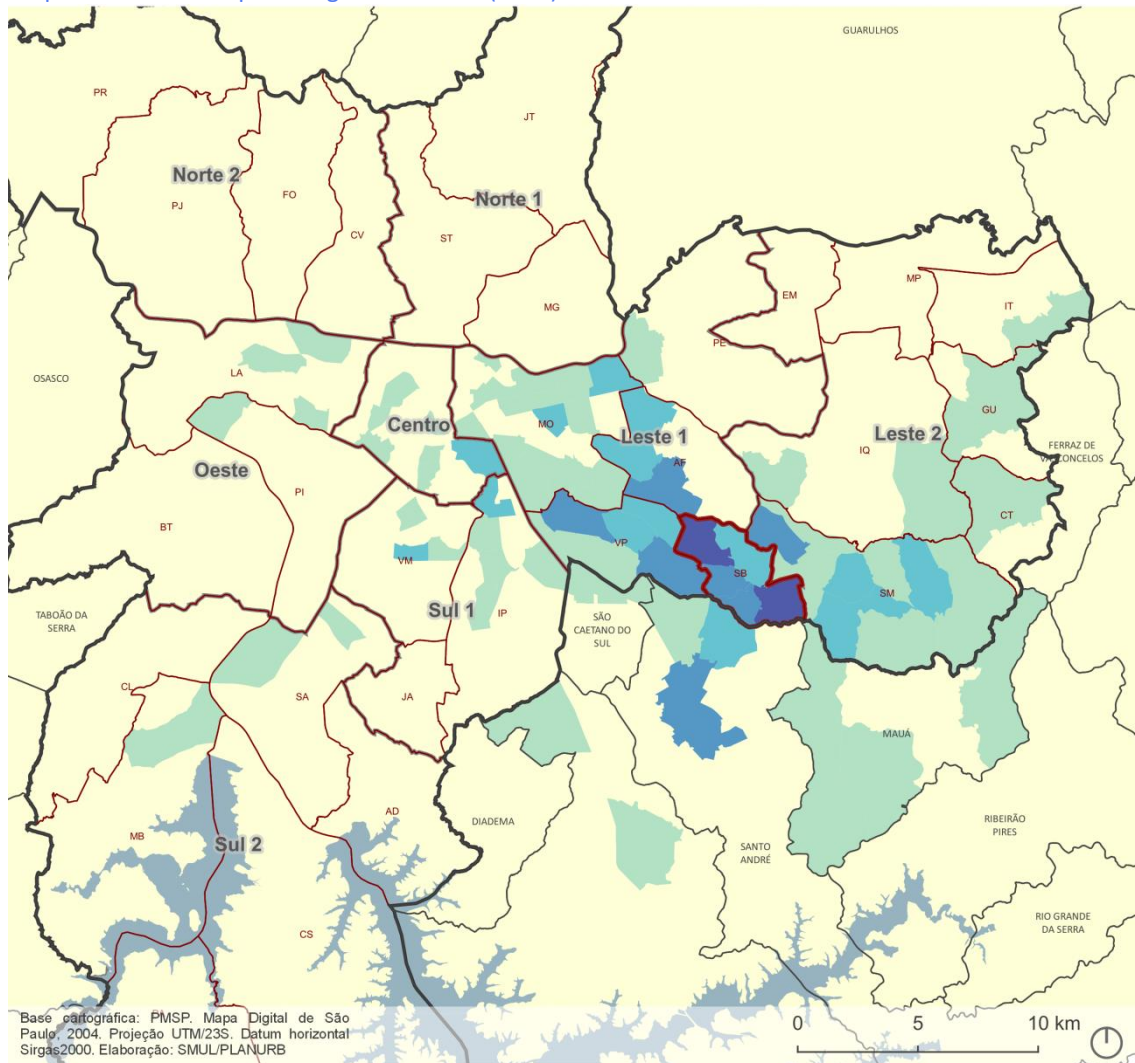 GUARULHOS
PR
JT
Norte 2
FO
Norte 1
PJ
CV
ST
MP
EM
IT
MG
PE
LA
OSASCO
GU
Centro
MO
Leste 1
Leste 2
FERRAZ DE
VASCONCELOS
IQ
AF
Oeste
PI
CT
BT
VP
VM
SB
SM
TABOÃO DA
SERRA
Sul 1
IP
SÃO
CAETANO DO
SUL
CL
SA
JA
MAUÁ
AD
DIADEMA
RIBEIRÃO
PIRES
MB
Sul 2
SANTO
ANDRÉ
RIO GRANDE
DA SERRA
CS
Base cartográfica: PMSP. Mapa Digital de São
Paulo, 2004. Projeção UTM/23S. Datum horizontal
Sirgas2000. Elaboração: SMUL/PLANURB
0 5 10 km